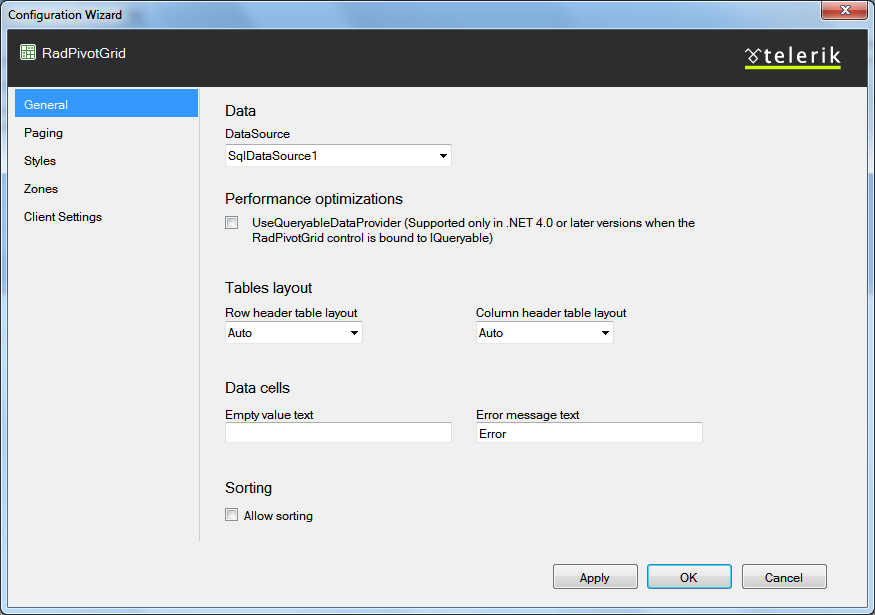 Configuration Wizard
RadPivotGrid
telerik
General
Paging
Styles
Zones
Client Settings
Data
DataSource
SqlDataSource1
Performance optimizations
UseQueryableDataProvider (Supported only in .NET 4.0 or later versions when the
RadPivotGrid control is bound to IQueryable)
Tables layout
Row header table layout
Column header table layout
Auto
Auto
Data cells
Empty value text
Error message text
Error
Sorting
Allow sorting
Apply
OK
Cancel